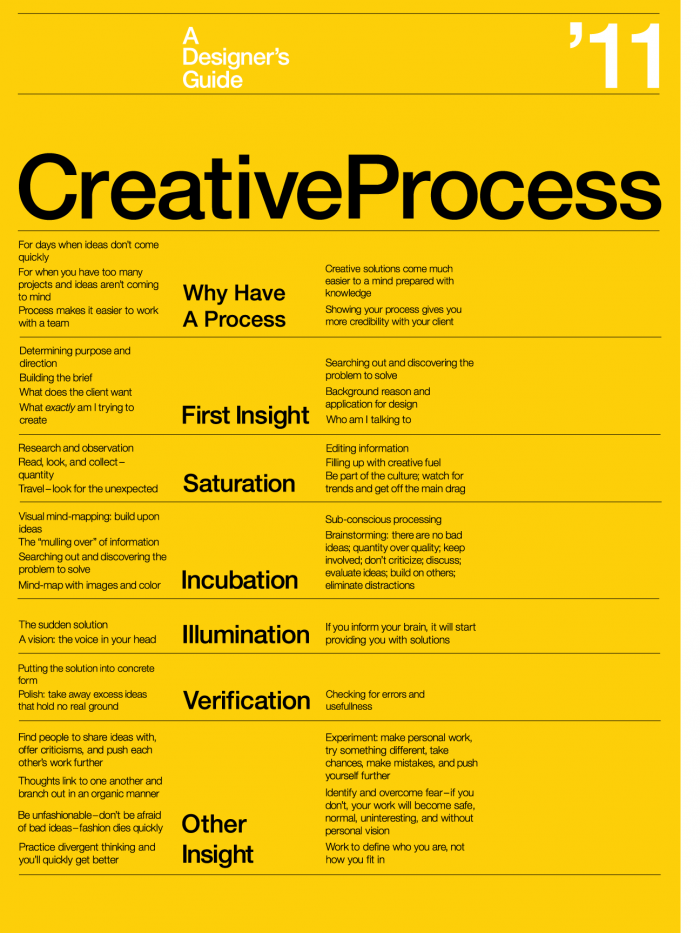 A
Designer's
Guide
’11
CreativeProcess
For days when ideas don't come
quickly
For when you have too many
projects and ideas aren't coming
to mind
Process makes it easier to work
with a team
Why Have
A Process
Creative solutions come much
easier to a mind prepared with
knowledge
Showing your process gives you
more credibility with your client
Determining purpose and
direction
Building the brief
What does the client want
What exactly am I trying to
create
First Insight
Searching out and discovering the
problem to solve
Background reason and
application for design
Who am I talking to
Research and observation
Read, look, and collect–
quantity
Travel–look for the unexpected
Saturation
Editing information
Filling up with creative fuel
Be part of the culture; watch for
trends and get off the main drag
Visual mind-mapping: build upon
ideas
The "mulling over" of information
Searching out and discovering the
problem to solve
Mind-map with images and color
Incubation
Sub-conscious processing
Brainstorming: there are no bad
ideas; quantity over quality; keep
involved; don't criticize; discuss;
evaluate ideas; build on others;
eliminate distractions
The sudden solution
A vision: the voice in your head
Illumination
If you inform your brain, it will start
providing you with solutions
Putting the solution into concrete
form
Polish: take away excess ideas
that hold no real ground
Verification
Checking for errors and
usefullness
Find people to share ideas with,
offer criticisms, and push each
other's work further
Thoughts link to one another and
branch out in an organic manner
Be unfashionable–don't be afraid
of bad ideas–fashion dies quickly
Practice divergent thinking and
you'll quickly get better
Other
Insight
Experiment: make personal work,
try something different, take
chances, make mistakes, and push
yourself further
Identify and overcome fear–if you
don't, your work will become safe,
normal, uninteresting, and without
personal vision
Work to define who you are, not
how you fit in